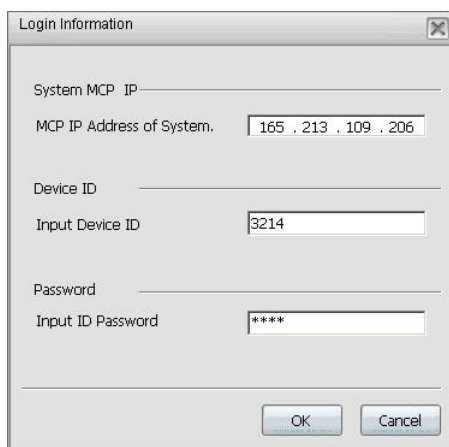 Login Information
System MCP IP
MCP IP Address of System. 165 . 213 . 109 . 206
Device ID
Input Device ID 3214
Password
Input ID Password ****
OK Cancel